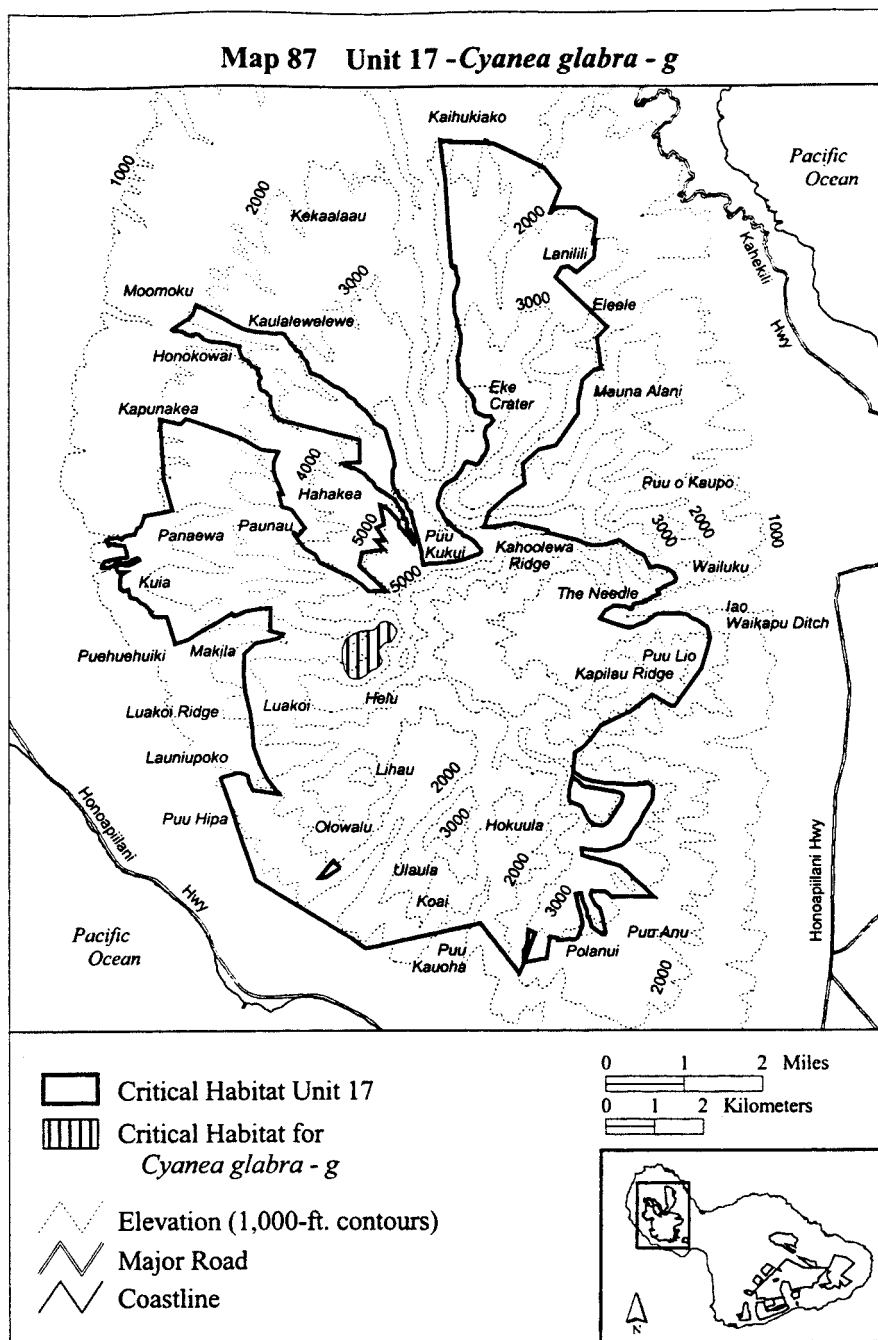 Map 87 Unit 17 - Cyanea glabra - g
Kaihukiako
Pacific
Ocean
1000
2000
Kekaalaau
2000
Lanilili
Kahekili
Hwy
3000
Moomoku
Kaulalewelewe
3000
Eleele
Honokowai
Eke
Crater
Mauna Alani
Kapunakea
4000
Hahakea
Puu o Kaupo
Panaewa
Paunau
5000
Puu
Kukui
Kahoolewa
Ridge
3000
2000
1000
Wailuku
Kuia
5000
The Needle
Iao
Waikapu Ditch
Puehuehuiki
Makila
Puu Lio
Kapilau Ridge
Luakoi
Helu
Luakoi Ridge
Launiupoko
Lihau
2000
Puu Hipa
Olowalu
3000
Hokuula
Honoapiilani
Hwy
Ulaula
2000
Koai
3000
Honoapiilani Hwy
Pacific
Ocean
Puu
Kauoha
Polanui
Puu Anu
2000
0 1 2 Miles
Critical Habitat Unit 17
0 1 2 Kilometers
Critical Habitat for
Cyanea glabra - g
Elevation (1,000-ft. contours)
Major Road
Coastline
N